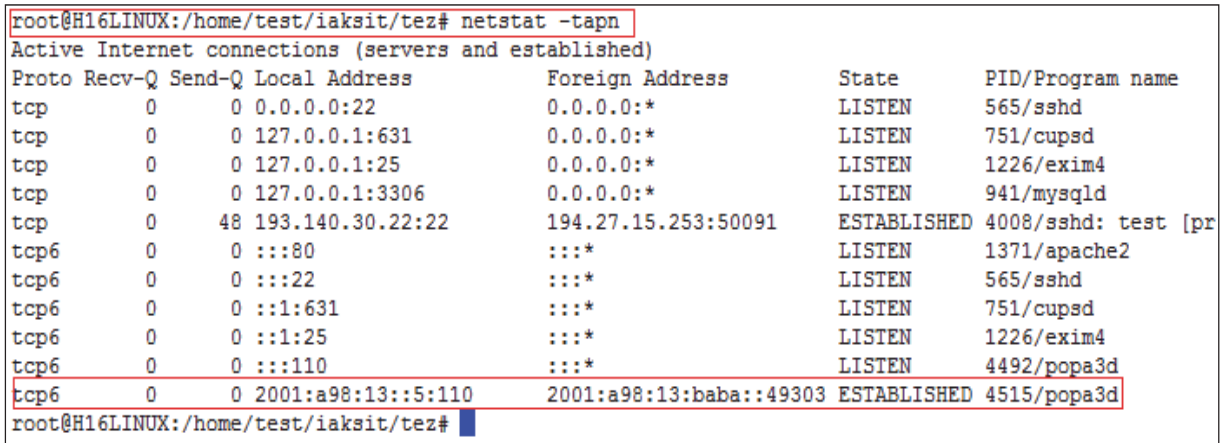 root@H16LINUX:/home/test/iaksit/tez# netstat -tapn
Active Internet connections (servers and established)
Proto Recv-Q Send-Q Local Address Foreign Address State PID/Program name
tcp 0 0 0.0.0.0:22 0.0.0.0:* LISTEN 565/sshd
tcp 0 0 127.0.0.1:631 0.0.0.0:* LISTEN 751/cupsd
tcp 0 0 127.0.0.1:25 0.0.0.0:* LISTEN 1226/exim4
tcp 0 0 127.0.0.1:3306 0.0.0.0:* LISTEN 941/mysqld
tcp 0 48 193.140.30.22:22 194.27.15.253:50091 ESTABLISHED 4008/sshd: test [pr
tcp6 0 0 :::80 :::* LISTEN 1371/apache2
tcp6 0 0 :::22 :::* LISTEN 565/sshd
tcp6 0 0 ::1:631 :::* LISTEN 751/cupsd
tcp6 0 0 ::1:25 :::* LISTEN 1226/exim4
tcp6 0 0 :::110 :::* LISTEN 4492/popa3d
tcp6 0 0 2001:a98:13::5:110 2001:a98:13:baba::49303 ESTABLISHED 4515/popa3d
root@H16LINUX:/home/test/iaksit/tez#